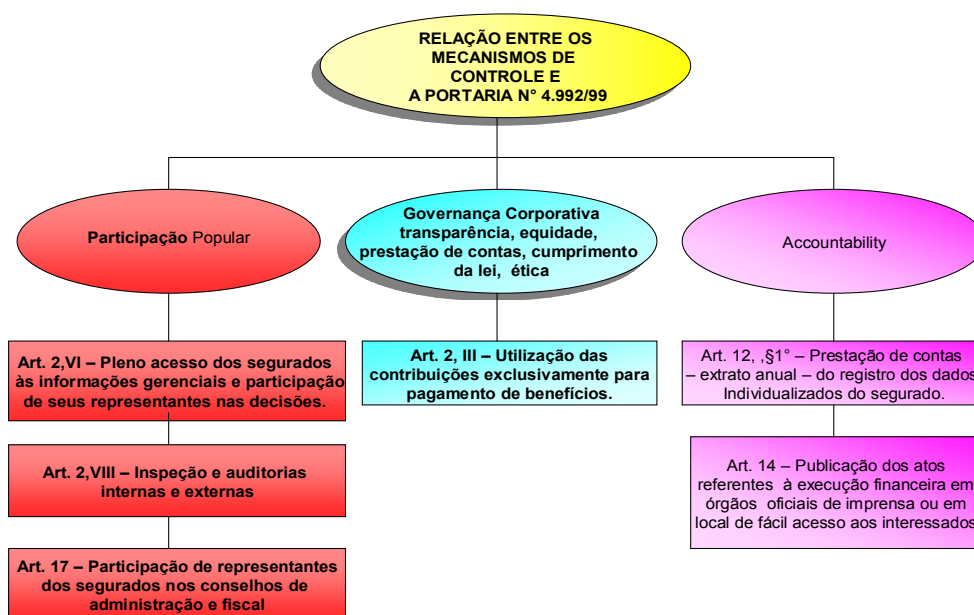 RELAÇÃO ENTRE OS
MECANISMOS DE
CONTROLE E
A PORTARIA N° 4.992/99
Participação Popular
Governança Corporativa
transparência, equidade,
prestação de contas, cumprimento
da lei, ética
Accountability
Art. 2,VI – Pleno acesso dos segurados
às informações gerenciais e participação
de seus representantes nas decisões.
Art. 2, III – Utilização das
contribuições exclusivamente para
pagamento de benefícios.
Art. 12, ,§1° – Prestação de contas
– extrato anual – do registro dos dados
Individualizados do segurado.
Art. 2,VIII – Inspeção e auditorias
internas e externas
Art. 14 – Publicação dos atos
referentes à execução financeira em
órgãos oficiais de imprensa ou em
local de fácil acesso aos interessados
Art. 17 – Participação de representantes
dos segurados nos conselhos de
administração e fiscal